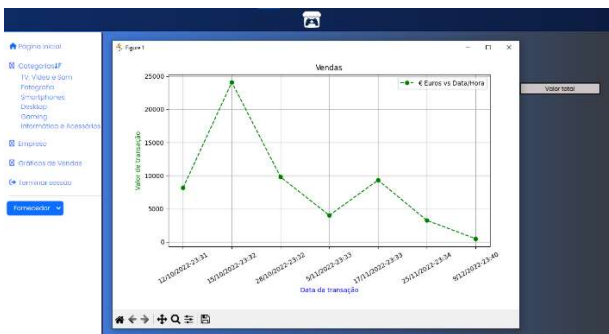 Página inicial
Categorias
TV, Video e Som
Fotografia
Smartphones
Desktop
Gaming
Informática e Acessórios
Empresa
Gráficos de Vendas
Terminar sessão
Fornecedor
Figure 1
Vendas
€ Euros vs Data/Hora
Valor de transação
25000
20000
15000
10000
5000
0
12/10/2022-23:31
15/10/2022-23:32
28/10/2022-23:32
5/11/2022-23:33
17/11/2022-23:33
25/11/2022-23:34
9/12/2022-23:40
Data da transação
Valor total